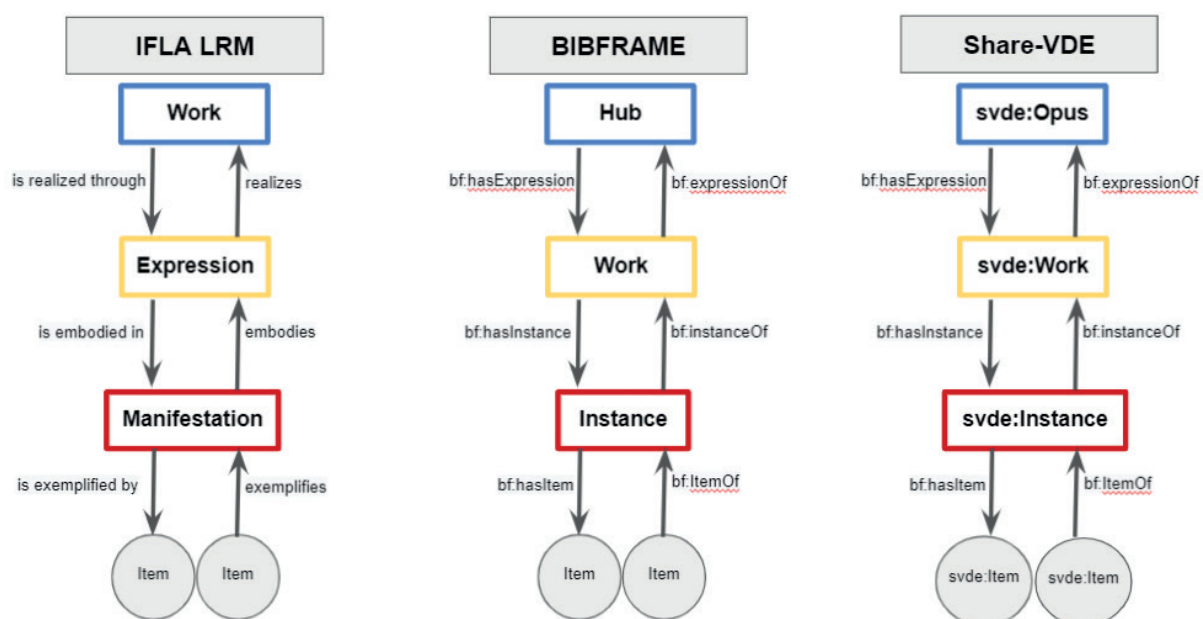 IFLA LRM
Work
is realized through
realizes
Expression
is embodied in
embodies
Manifestation
is exemplified by
exemplifies
Item
Item
BIBFRAME
Hub
bf:hasExpression
bf:expressionOf
Work
bf:hasInstance
bf:instanceOf
Instance
bf:hasItem
bf:ItemOf
Item
Item
Share-VDE
svde:Opus
bf:hasExpression
bf:expressionOf
svde:Work
bf:hasInstance
bf:instanceOf
svde:Instance
bf:hasItem
bf:ItemOf
svde:Item
svde:Item